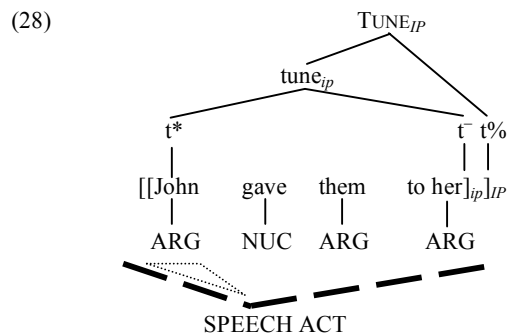 (28) TUNE_IP
tune_ip
t* t⁻ t%
[[John gave them to her]_ip]_IP
ARG NUC ARG ARG
SPEECH ACT